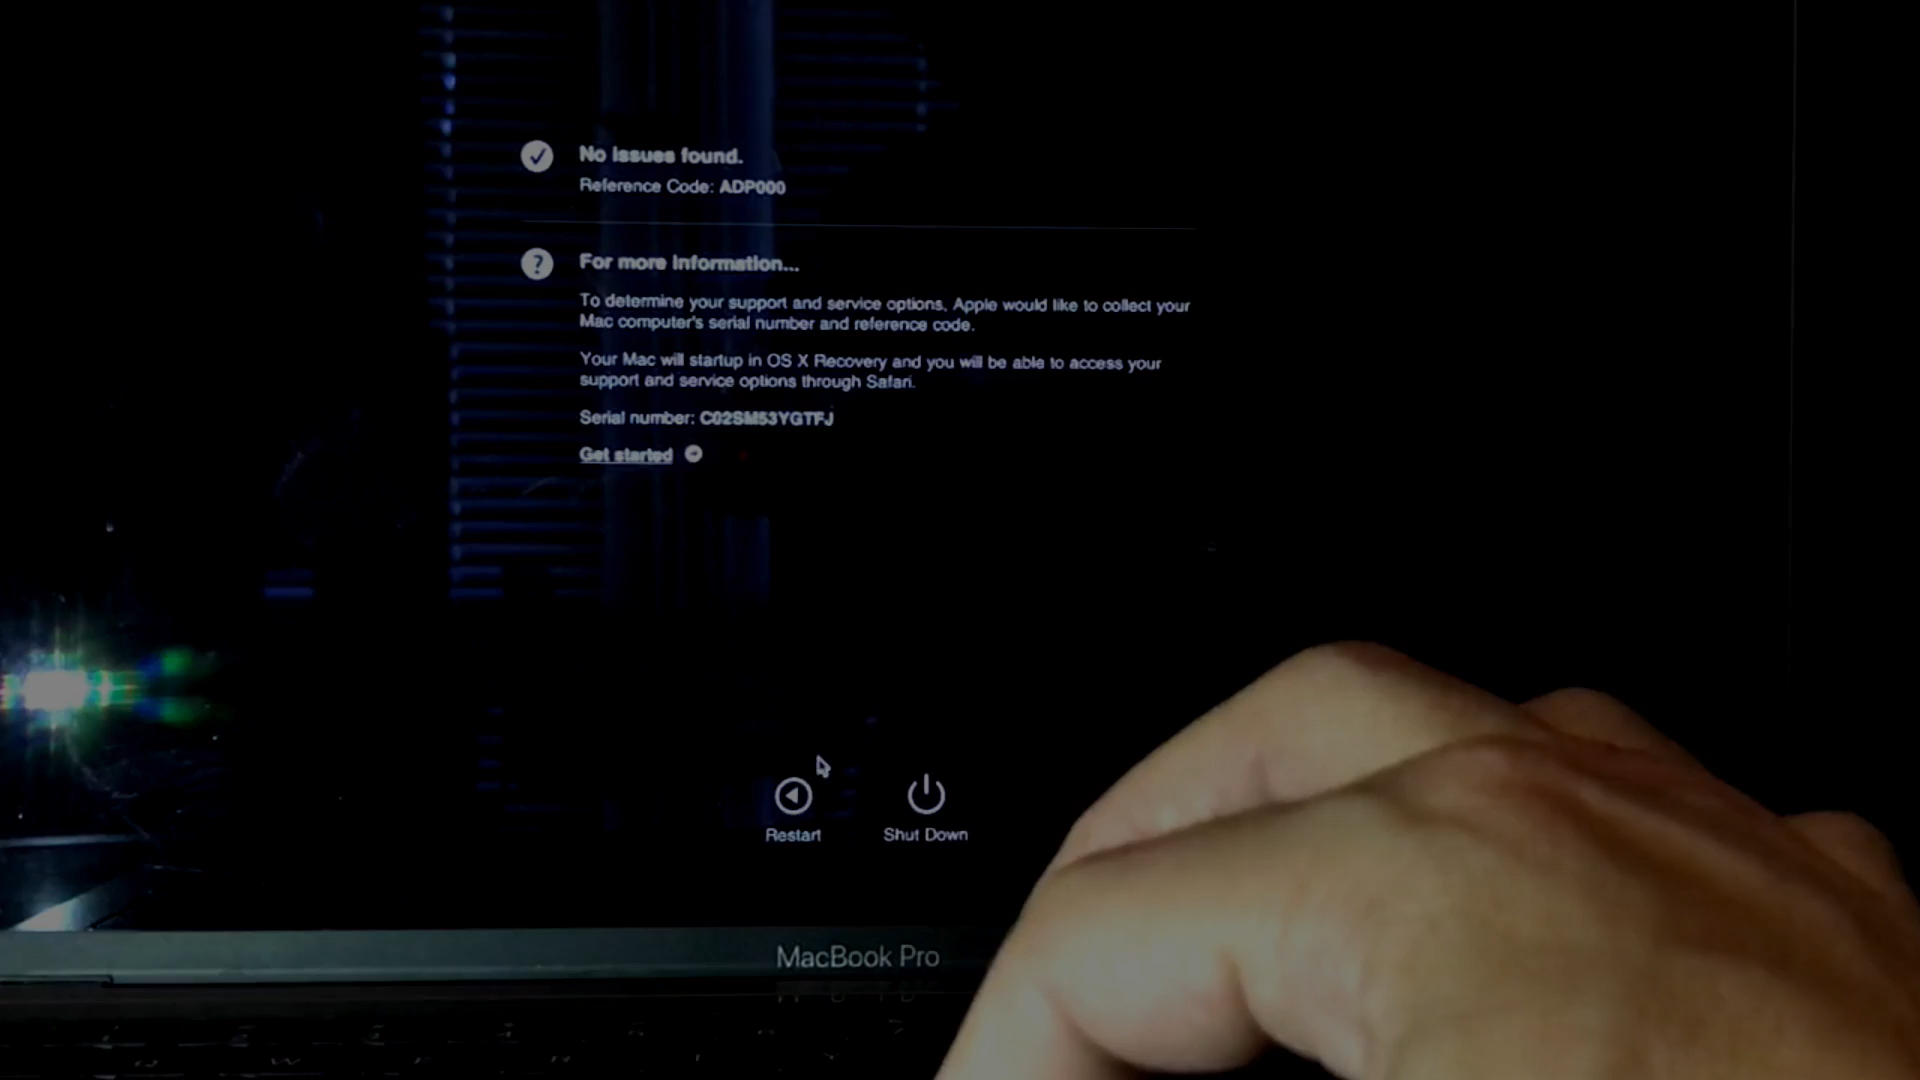 No issues found.
Reference Code: ADP000
For more information...
To determine your support and service options, Apple would like to collect your
Mac computer's serial number and reference code.
Your Mac will startup in OS X Recovery and you will be able to access your
support and service options through Safari.
Serial number: C02SM53YGTFJ
Get started
Restart
Shut Down
MacBook Pro